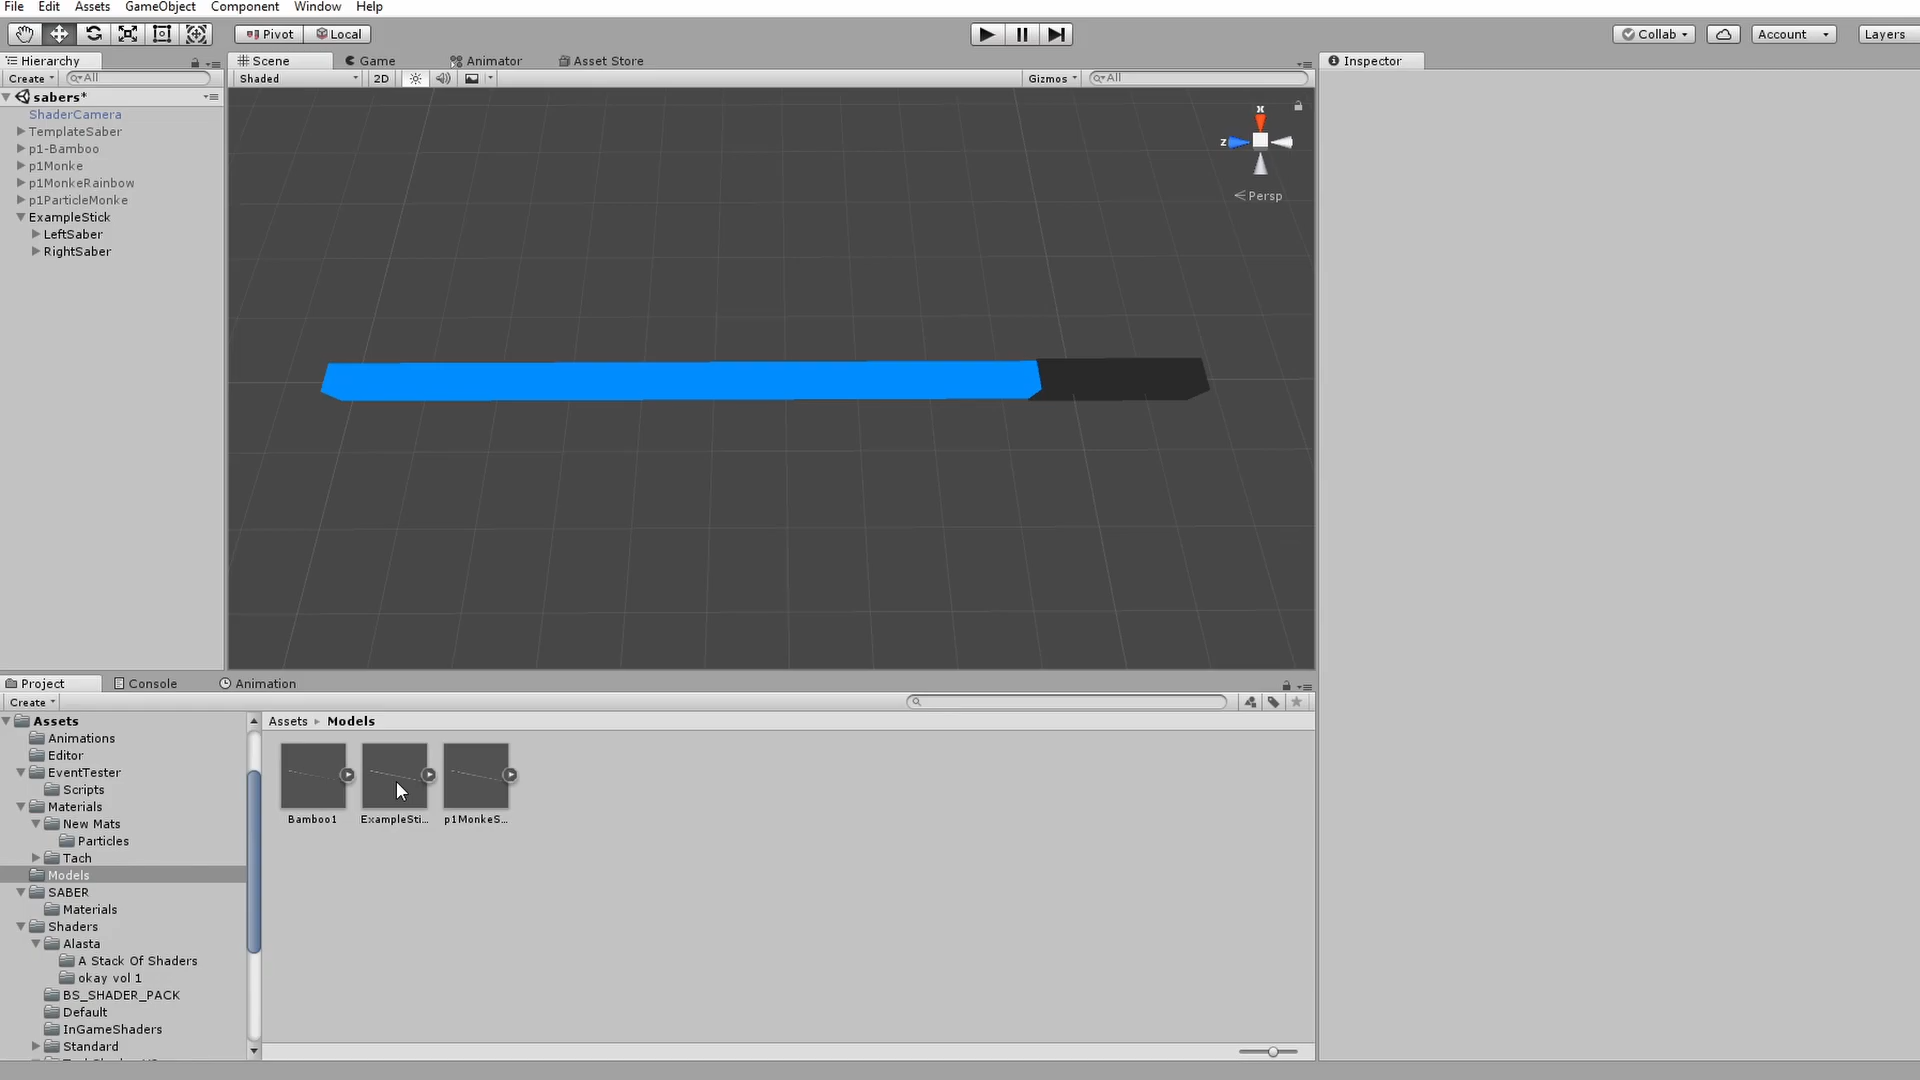 File Edit Assets GameObject Component Window Help
Pivot Local Collab Account Layers
Hierarchy Scene Game Animator Asset Store Inspector
Create All Shaded 2D Gizmos All
sabers*
ShaderCamera
TemplateSaber
p1-Bamboo
p1Monke
p1MonkeRainbow
p1ParticleMonke
ExampleStick
LeftSaber
RightSaber
x
z
Persp
Project Console Animation
Create
Assets
Animations
Editor
EventTester
Scripts
Materials
New Mats
Particles
Tach
Models
SABER
Materials
Shaders
Alasta
A Stack Of Shaders
okay vol 1
BS_SHADER_PACK
Default
InGameShaders
Standard
Assets Models
Bamboo1 ExampleSti... p1MonkeS...